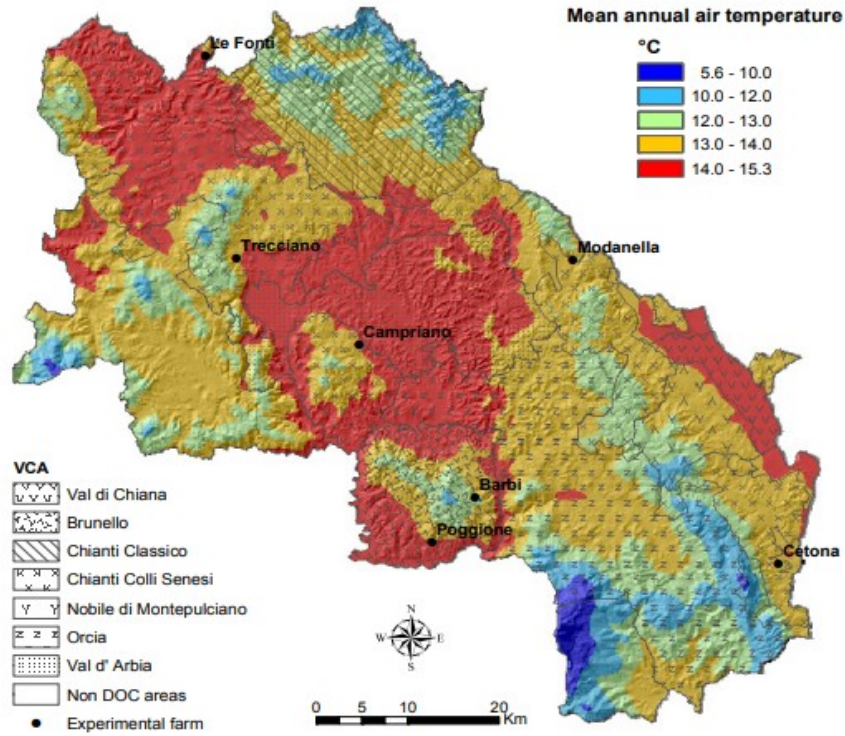 Mean annual air temperature
°C
5.6 - 10.0
10.0 - 12.0
12.0 - 13.0
13.0 - 14.0
14.0 - 15.3
Le Fonti
Trecciano
Modanella
Campriano
Barbi
Poggione
Cetona
VCA
Val di Chiana
Brunello
Chianti Classico
Chianti Colli Senesi
Nobile di Montepulciano
Orcia
Val d' Arbia
Non DOC areas
Experimental farm
N
W E
S
0 5 10 20
Km